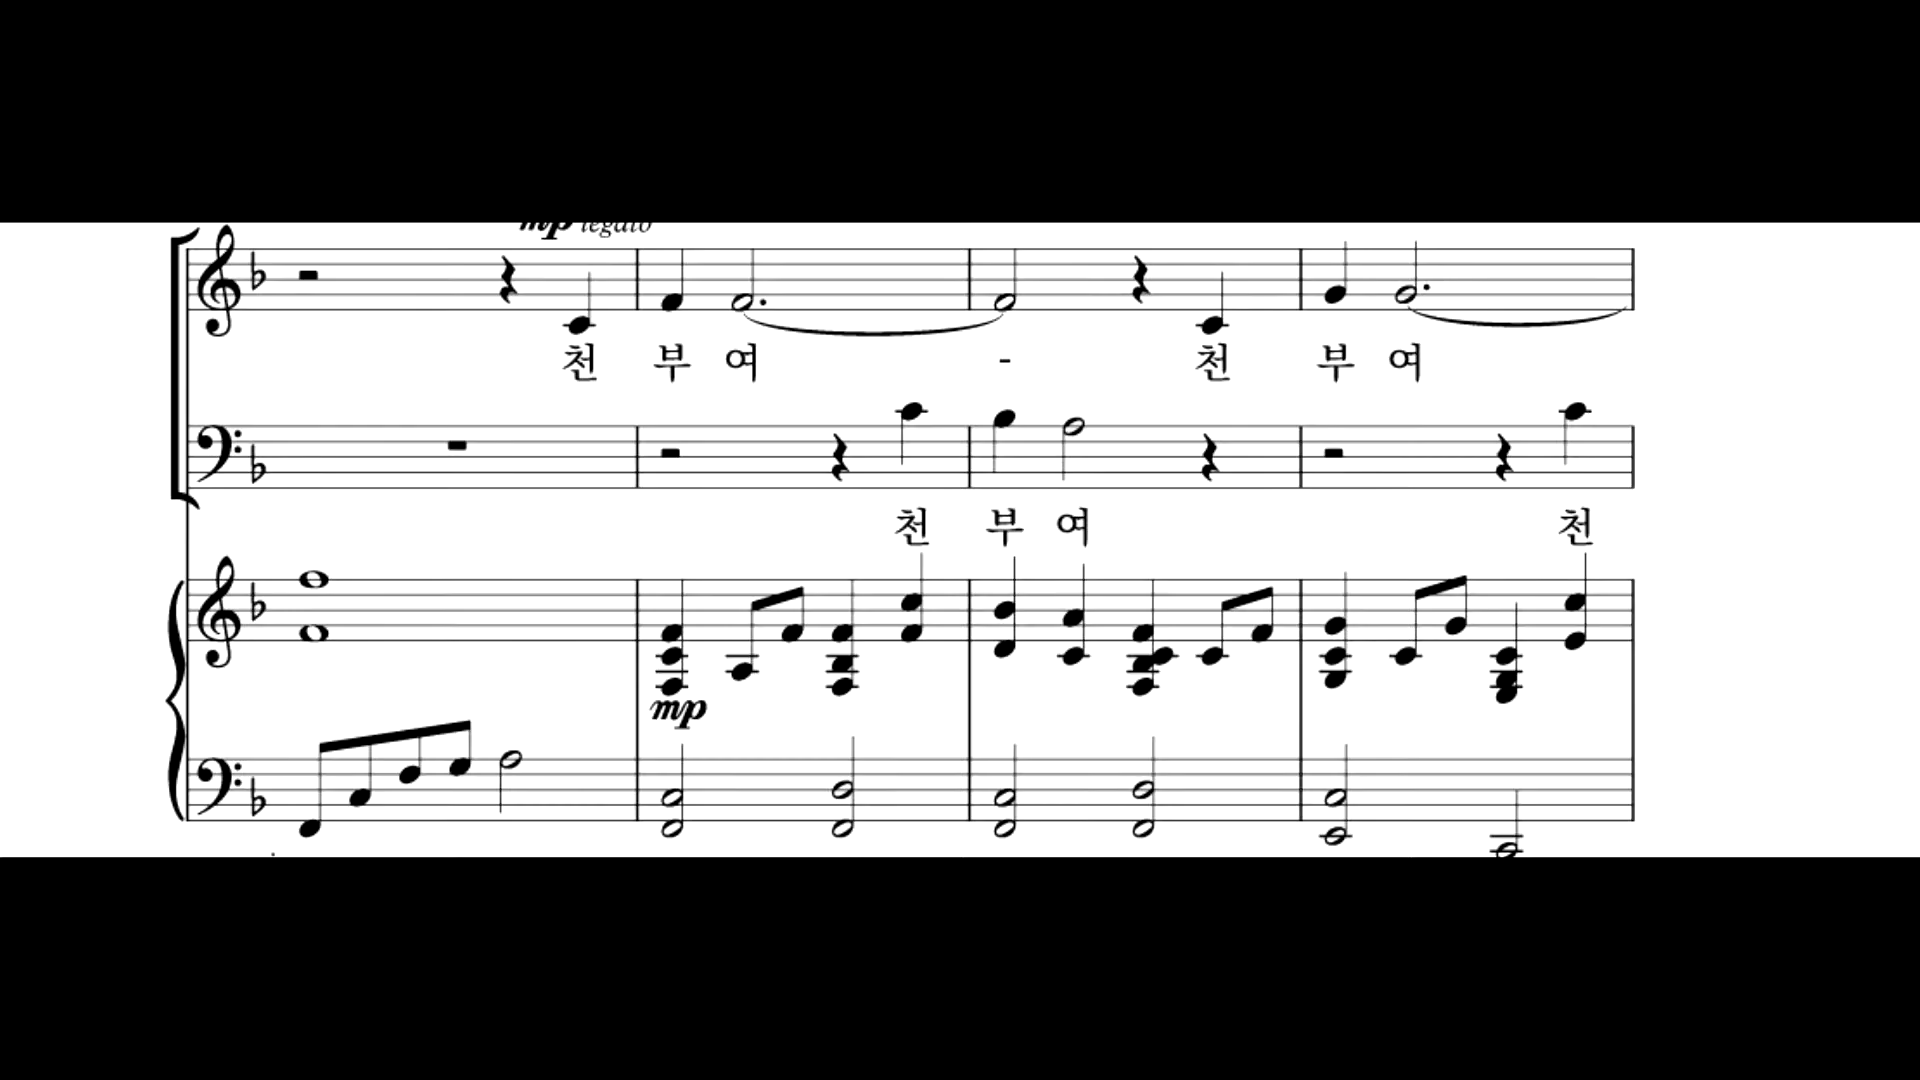 mp legato
천 부 여 - 천 부 여
천 부 여 천
mp